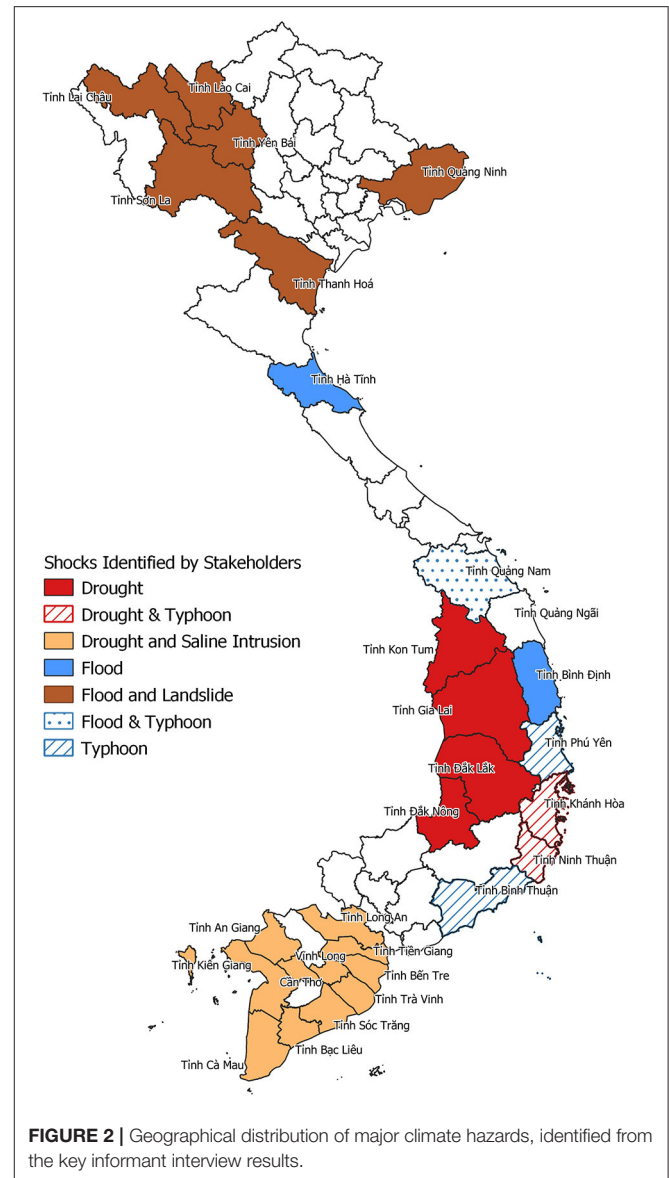 Tỉnh Lào Cai
Tỉnh Lai Châu
Tỉnh Yên Bái
Tỉnh Quảng Ninh
Tỉnh Sơn La
Tỉnh Thanh Hoá
Tỉnh Hà Tĩnh
Shocks Identified by Stakeholders
Drought
Drought & Typhoon
Drought and Saline Intrusion
Flood
Flood and Landslide
Flood & Typhoon
Typhoon
Tỉnh Quảng Nam
Tỉnh Quảng Ngãi
Tỉnh Kon Tum
Tỉnh Bình Định
Tỉnh Gia Lai
Tỉnh Phú Yên
Tỉnh Đắk Lắk
Tỉnh Khánh Hòa
Tỉnh Đắk Nông
Tỉnh Ninh Thuận
Tỉnh Bình Thuận
Tỉnh Long An
Tỉnh An Giang
Tỉnh Tiền Giang
Vĩnh Long
Tỉnh Kiên Giang
Tỉnh Bến Tre
Cần Thơ
Tỉnh Trà Vinh
Tỉnh Sóc Trăng
Tỉnh Bạc Liêu
Tỉnh Cà Mau
FIGURE 2 | Geographical distribution of major climate hazards, identified from
the key informant interview results.